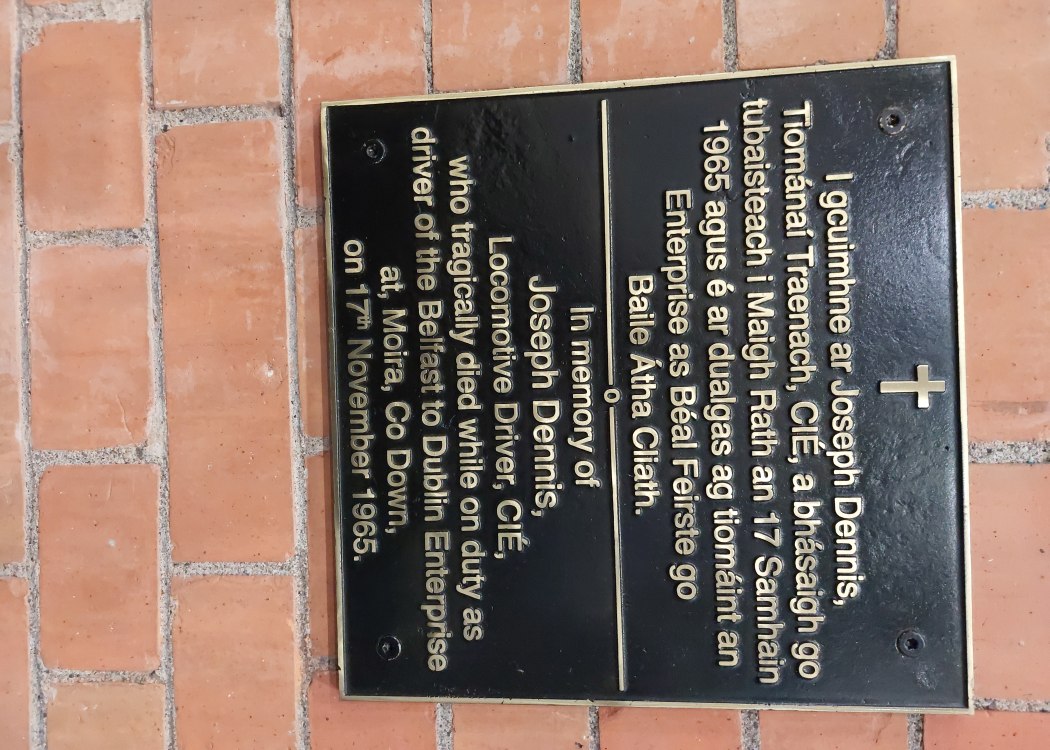 I gcuimhne ar Joseph Dennis,
Tiománaí Traenach, CIÉ, a bhásaigh go
tubaisteach i Maigh Rath an 17 Samhain
1965 agus é ar dualgas ag tiomáint an
Enterprise as Béal Feirste go
Baile Átha Cliath.
In memory of
Joseph Dennis,
Locomotive Driver, CIÉ,
who tragically died while on duty as
driver of the Belfast to Dublin Enterprise
at, Moira, Co Down,
on 17th November 1965.